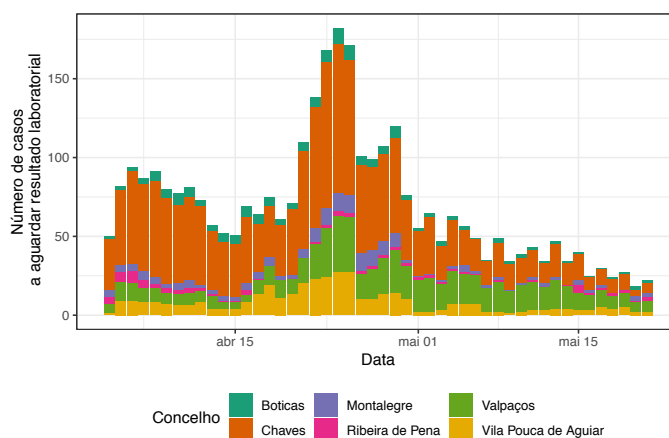 Número de casos
a aguardar resultado laboratorial
150
100
50
0
abr 15
mai 01
mai 15
Data
Concelho
Boticas
Montalegre
Valpaços
Chaves
Ribeira de Pena
Vila Pouca de Aguiar